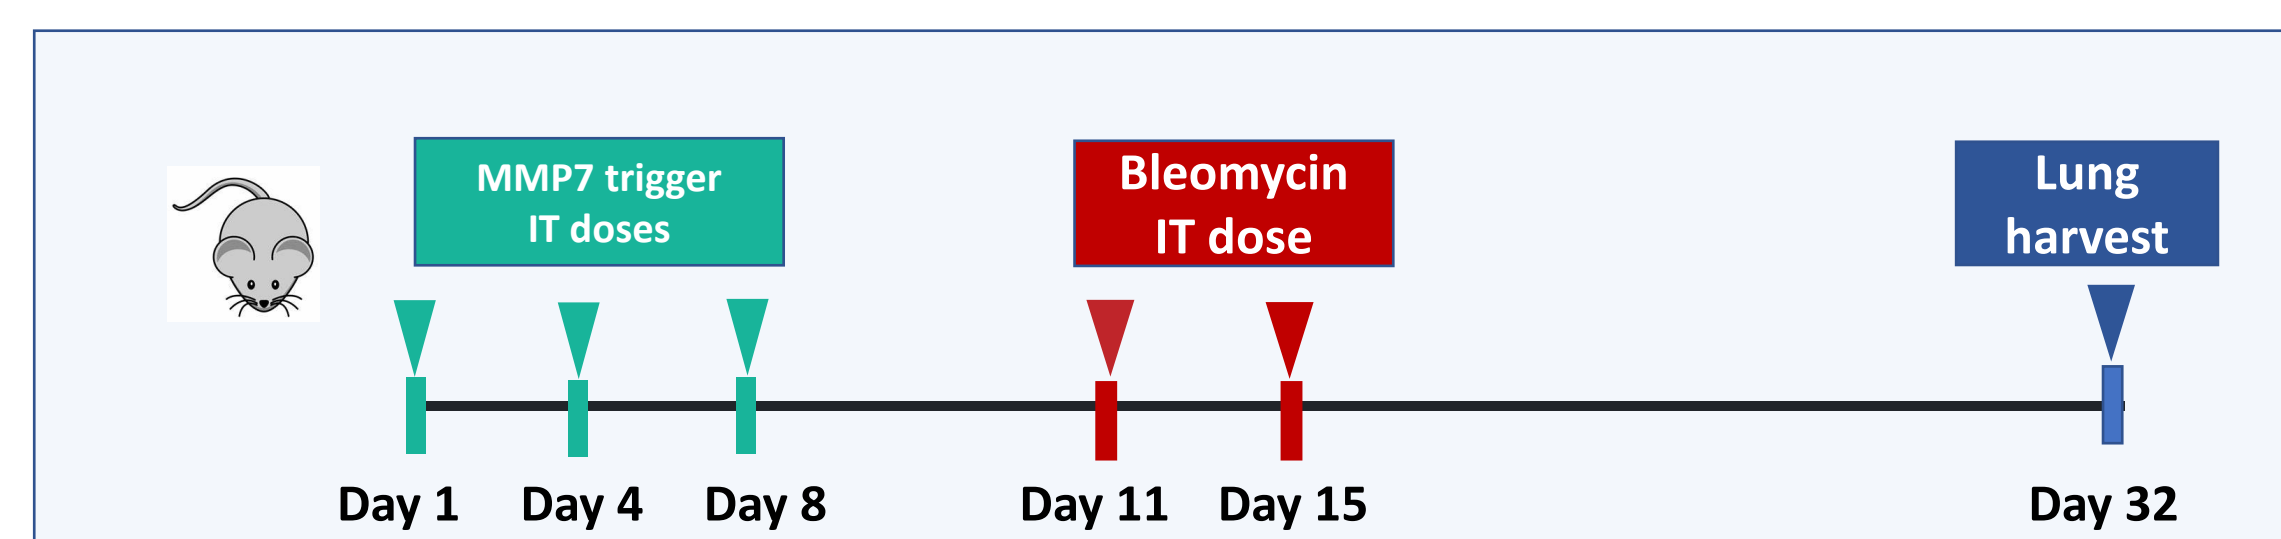 MMP7 trigger
IT doses
Bleomycin
IT dose
Lung
harvest
Day 1
Day 4
Day 8
Day 11
Day 15
Day 32